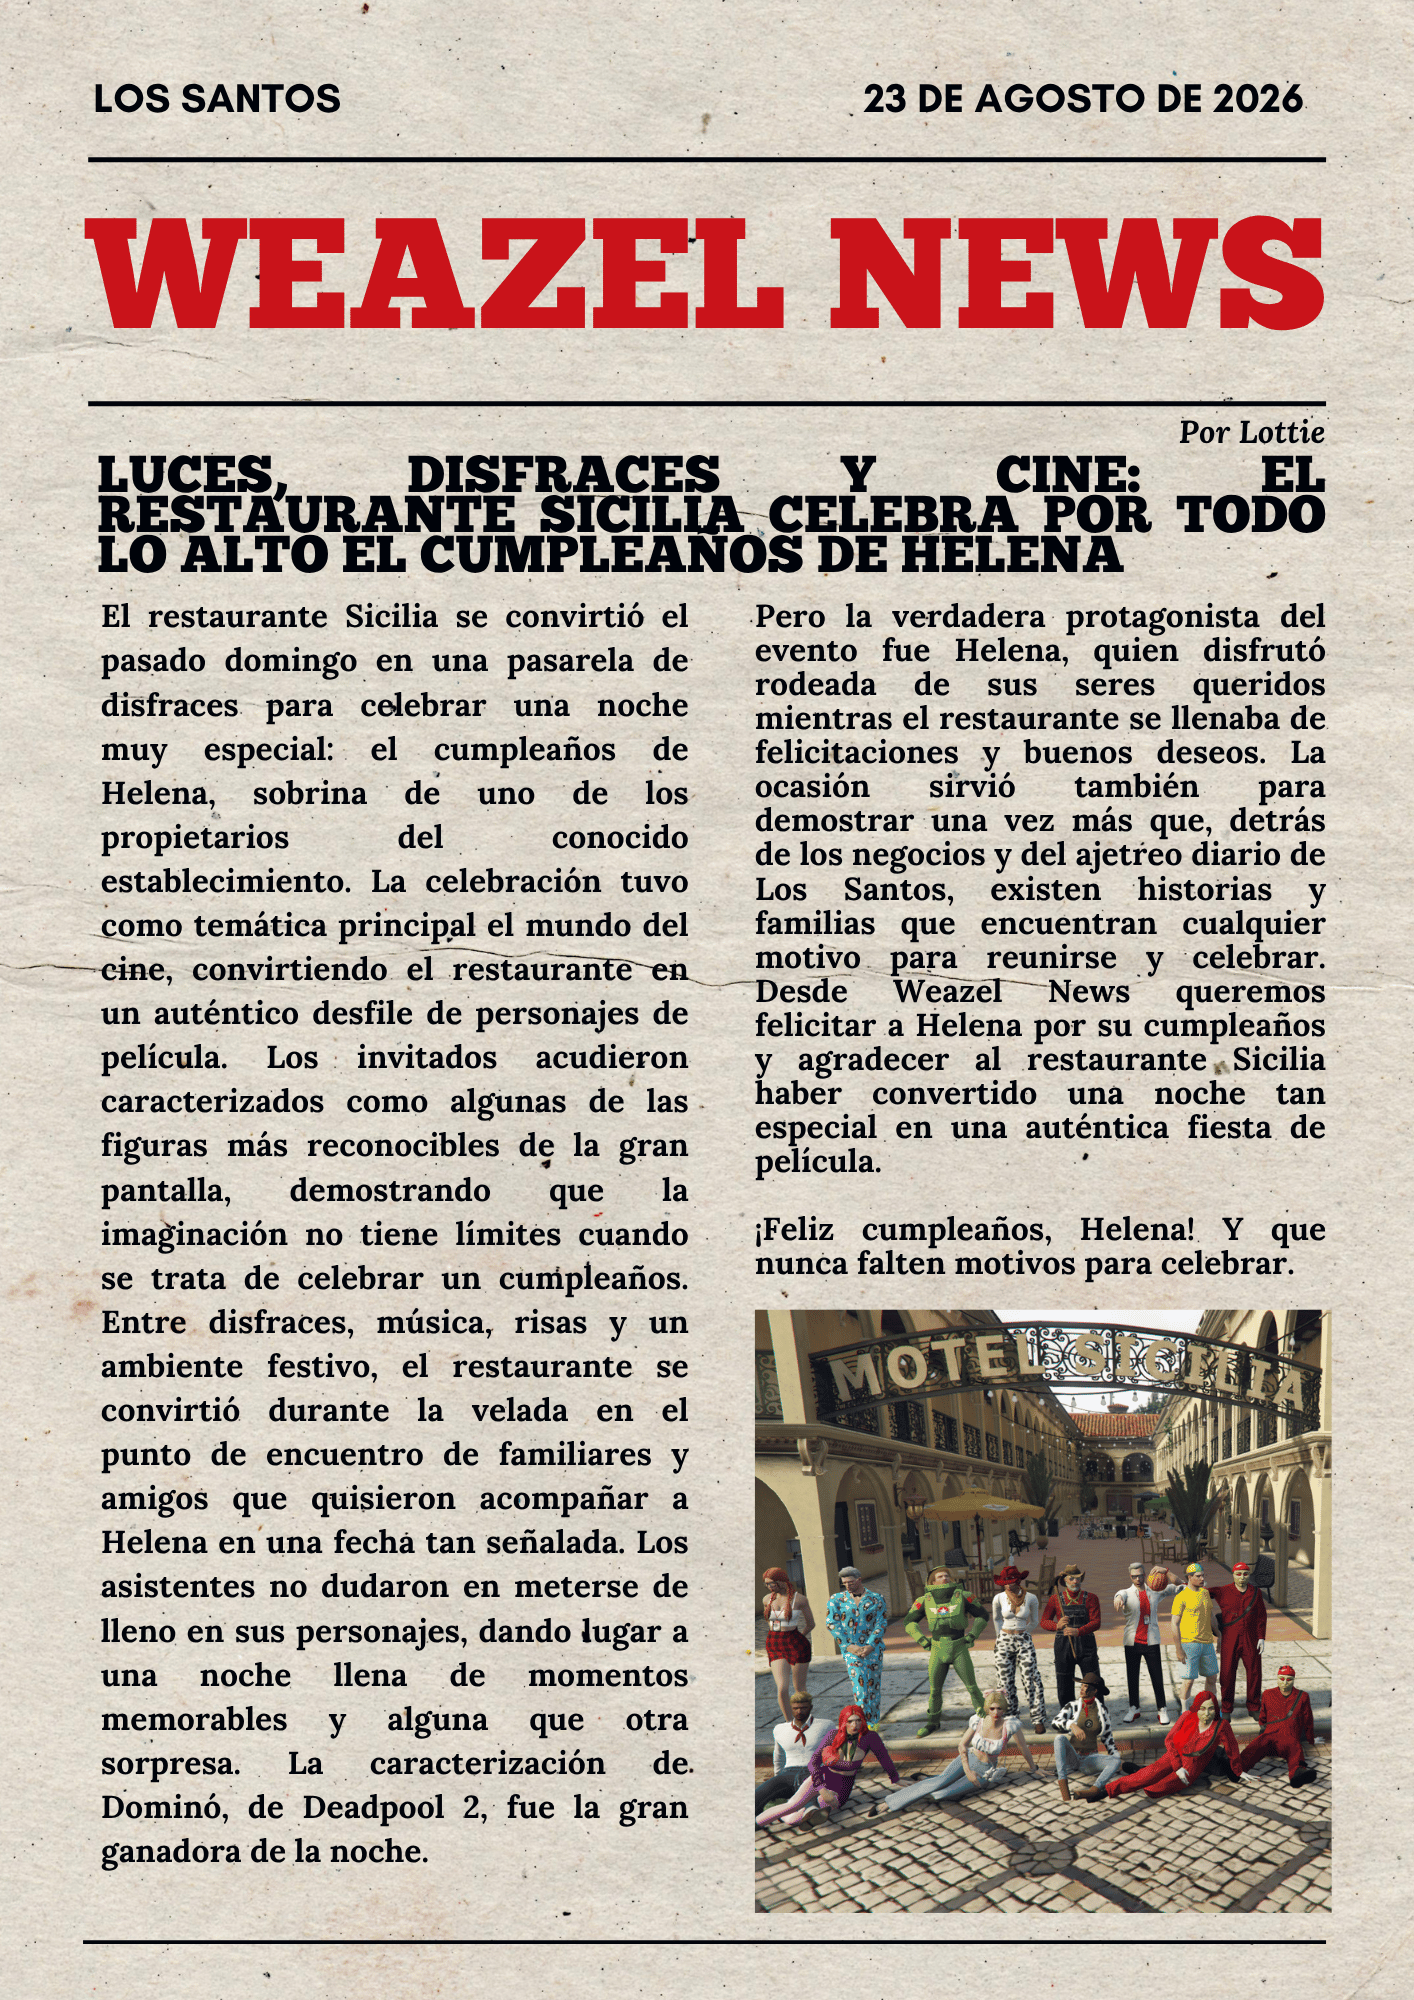 LOS SANTOS
23 DE AGOSTO DE 2026
WEAZEL NEWS
Por Lottie
LUCES, DISFRACES Y CINE: EL
RESTAURANTE SICILIA CELEBRA POR TODO
LO ALTO EL CUMPLEAÑOS DE HELENA
El restaurante Sicilia se convirtió el
pasado domingo en una pasarela de
disfraces para celebrar una noche
muy especial: el cumpleaños de
Helena, sobrina de uno de los
propietarios del conocido
establecimiento. La celebración tuvo
como temática principal el mundo del
cine, convirtiendo el restaurante en
un auténtico desfile de personajes de
película. Los invitados acudieron
caracterizados como algunas de las
figuras más reconocibles de la gran
pantalla, demostrando que la
imaginación no tiene límites cuando
se trata de celebrar un cumpleaños.
Entre disfraces, música, risas y un
ambiente festivo, el restaurante se
convirtió durante la velada en el
punto de encuentro de familiares y
amigos que quisieron acompañar a
Helena en una fecha tan señalada. Los
asistentes no dudaron en meterse de
lleno en sus personajes, dando lugar a
una noche llena de momentos
memorables y alguna que otra
sorpresa. La caracterización de
Dominó, de Deadpool 2, fue la gran
ganadora de la noche.
Pero la verdadera protagonista del
evento fue Helena, quien disfrutó
rodeada de sus seres queridos
mientras el restaurante se llenaba de
felicitaciones y buenos deseos. La
ocasión sirvió también para
demostrar una vez más que, detrás
de los negocios y del ajetreo diario de
Los Santos, existen historias y
familias que encuentran cualquier
motivo para reunirse y celebrar.
Desde Weazel News queremos
felicitar a Helena por su cumpleaños
y agradecer al restaurante Sicilia
haber convertido una noche tan
especial en una auténtica fiesta de
película.
¡Feliz cumpleaños, Helena! Y que
nunca falten motivos para celebrar.
MOTEL SICILIA